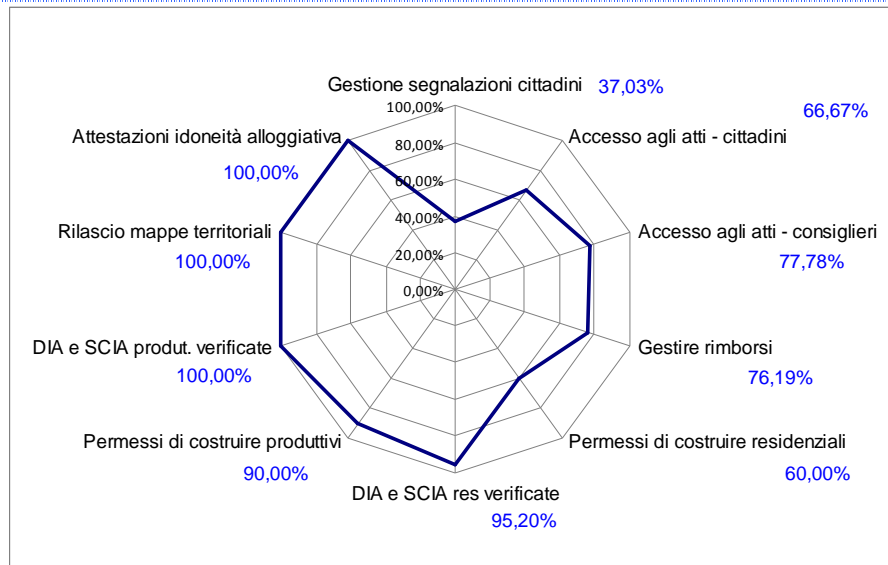 Gestione segnalazioni cittadini 37,03%
100,00%
66,67%
Attestazioni idoneità alloggiativa
Accesso agli atti - cittadini
80,00%
100,00%
60,00%
40,00%
Rilascio mappe territoriali
Accesso agli atti - consiglieri
100,00%
77,78%
20,00%
0,00%
DIA e SCIA produt. verificate
Gestire rimborsi
100,00%
76,19%
Permessi di costruire produttivi
Permessi di costruire residenziali
90,00%
60,00%
DIA e SCIA res verificate
95,20%